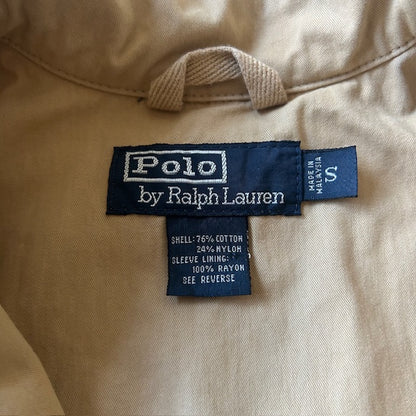 Polo
by Ralph Lauren
MADE IN
MALAYSIA
S
SHELL: 76% COTTON
24% NYLON
SLEEVE LINING:
100% RAYON
SEE REVERSE